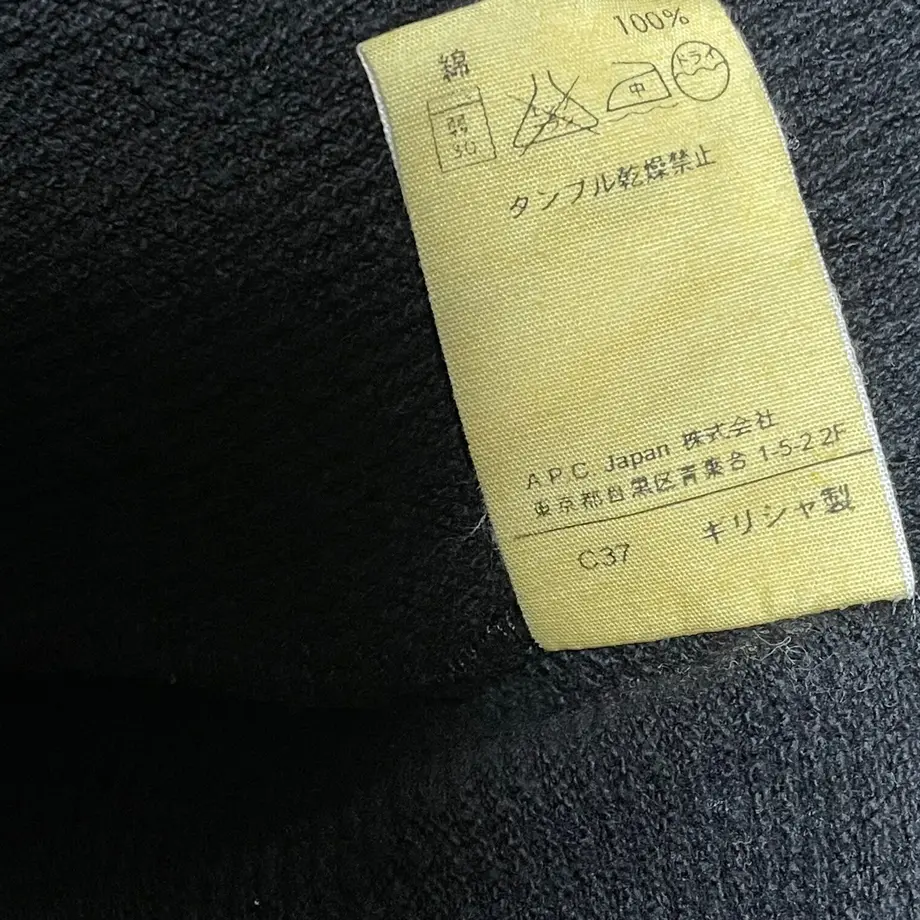 綿 100%
弱 30 中 ドライ
タンブル乾燥禁止
A.P.C. Japan 株式会社
東京都目黒区青葉台 1-5-2 2F
C37 ギリシャ製